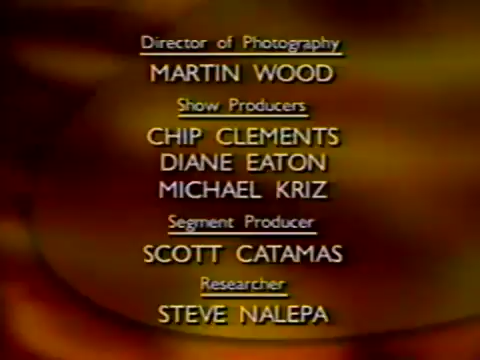 Director of Photography
MARTIN WOOD
Show Producers
CHIP CLEMENTS
DIANE EATON
MICHAEL KRIZ
Segment Producer
SCOTT CATAMAS
Researcher
STEVE NALEPA